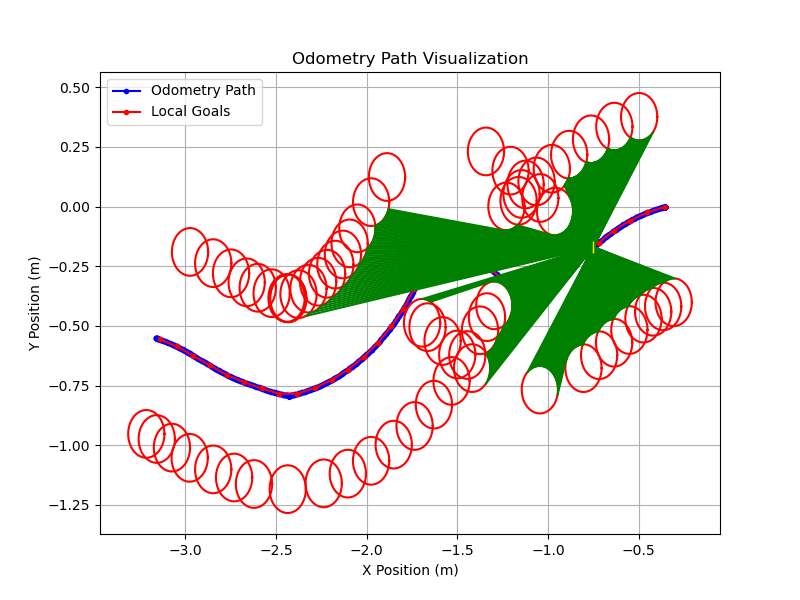 Odometry Path Visualization
Odometry Path
Local Goals
Y Position (m)
0.50
0.25
0.00
−0.25
−0.50
−0.75
−1.00
−1.25
−3.0 −2.5 −2.0 −1.5 −1.0 −0.5
X Position (m)